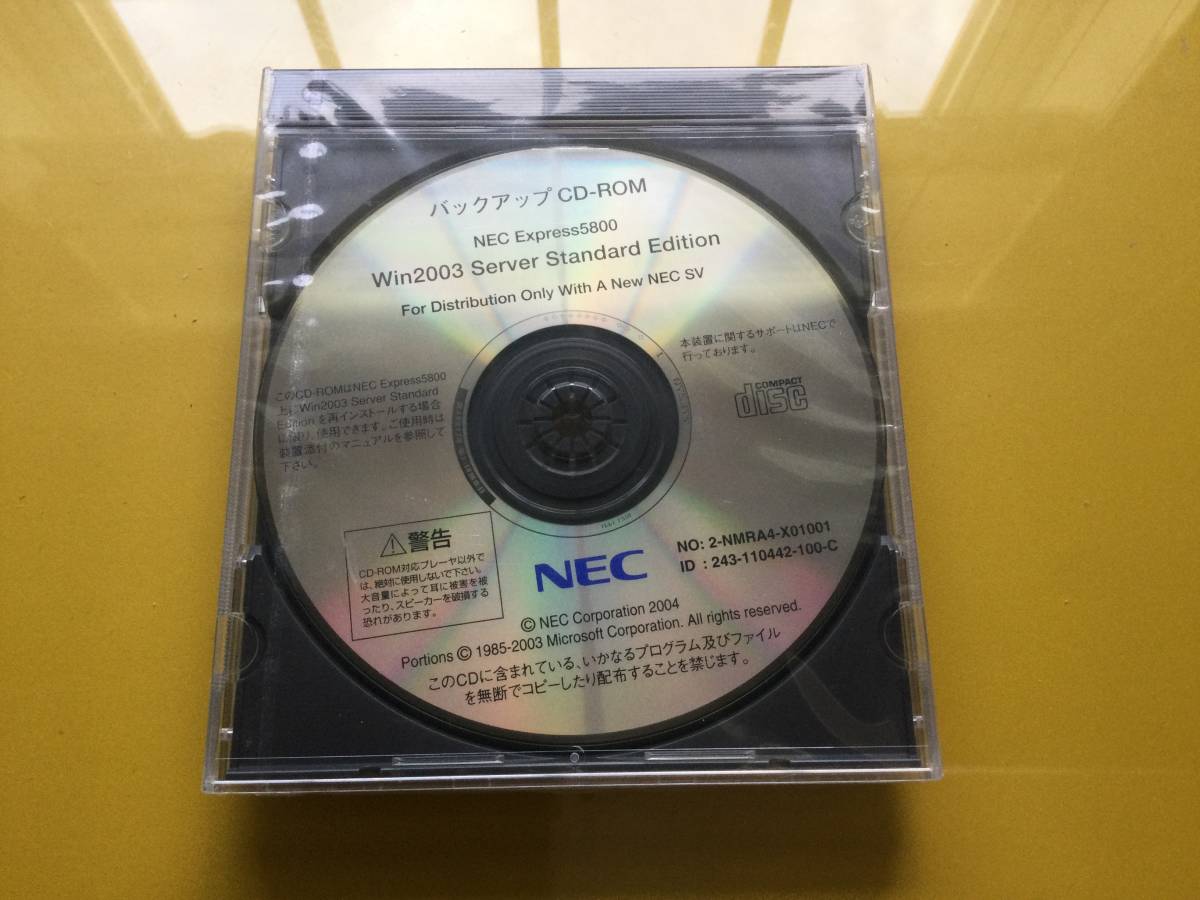 バックアップ CD-ROM
NEC Express5800
Win2003 Server Standard Edition
For Distribution Only With A New NEC SV
本装置に関するサポートはNECで
行っております。
COMPACT
disc
このCD-ROMはNEC Express5800
上にWin2003 Server Standard
Edition を再インストールする場合
に限り、使用できます。ご使用時は
装置添付のマニュアルを参照して
下さい。
警告
CD-ROM対応プレーヤ以外で
は、絶対に使用しないで下さい。
大音量によって耳に被害を被
ったり、スピーカーを破損する
恐れがあります。
NEC
NO: 2-NMRA4-X01001
ID : 243-110442-100-C
© NEC Corporation 2004
Portions © 1985-2003 Microsoft Corporation. All rights reserved.
このCDに含まれている、いかなるプログラム及びファイル
を無断でコピーしたり配布することを禁じます。